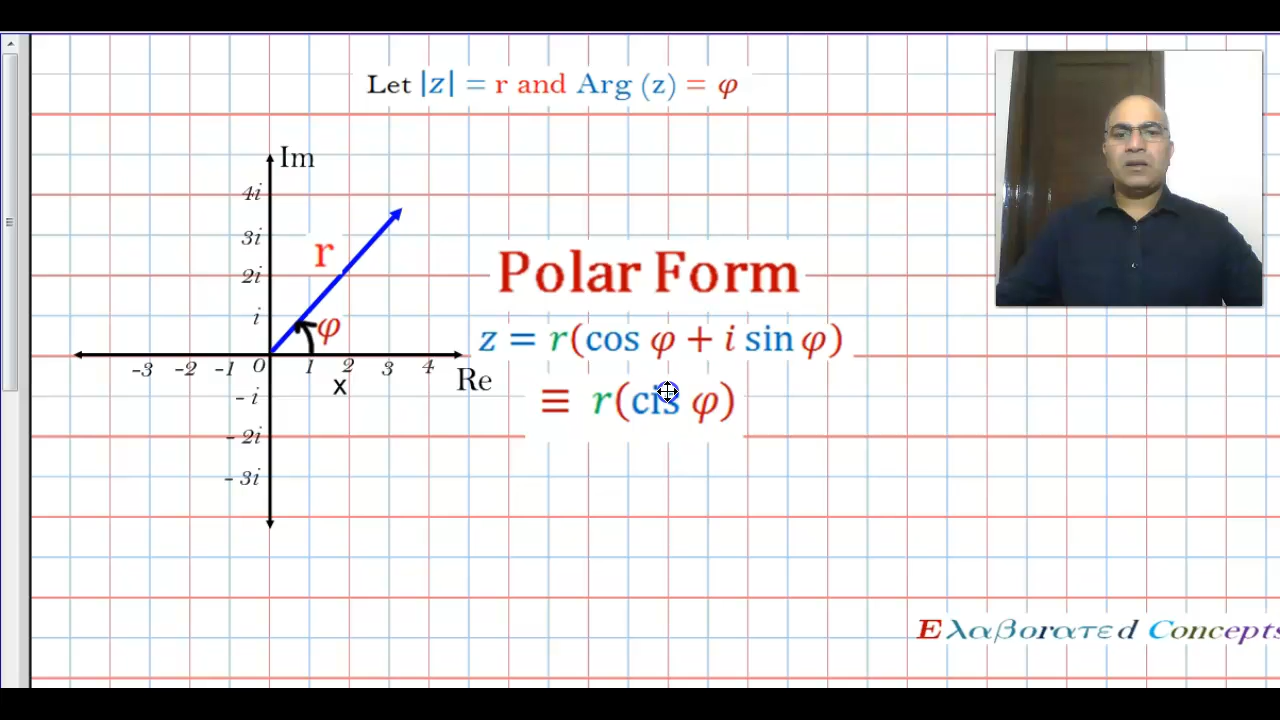 Let |z| = r and Arg (z) = φ
Im
4i
3i
r
2i
i
φ
-3 -2 -1 0 1 2 3 4
Re
x
- i
- 2i
- 3i
Polar Form
z = r(cos φ + i sin φ)
≡ r(cis φ)
Eλαβοrατεd Concepts